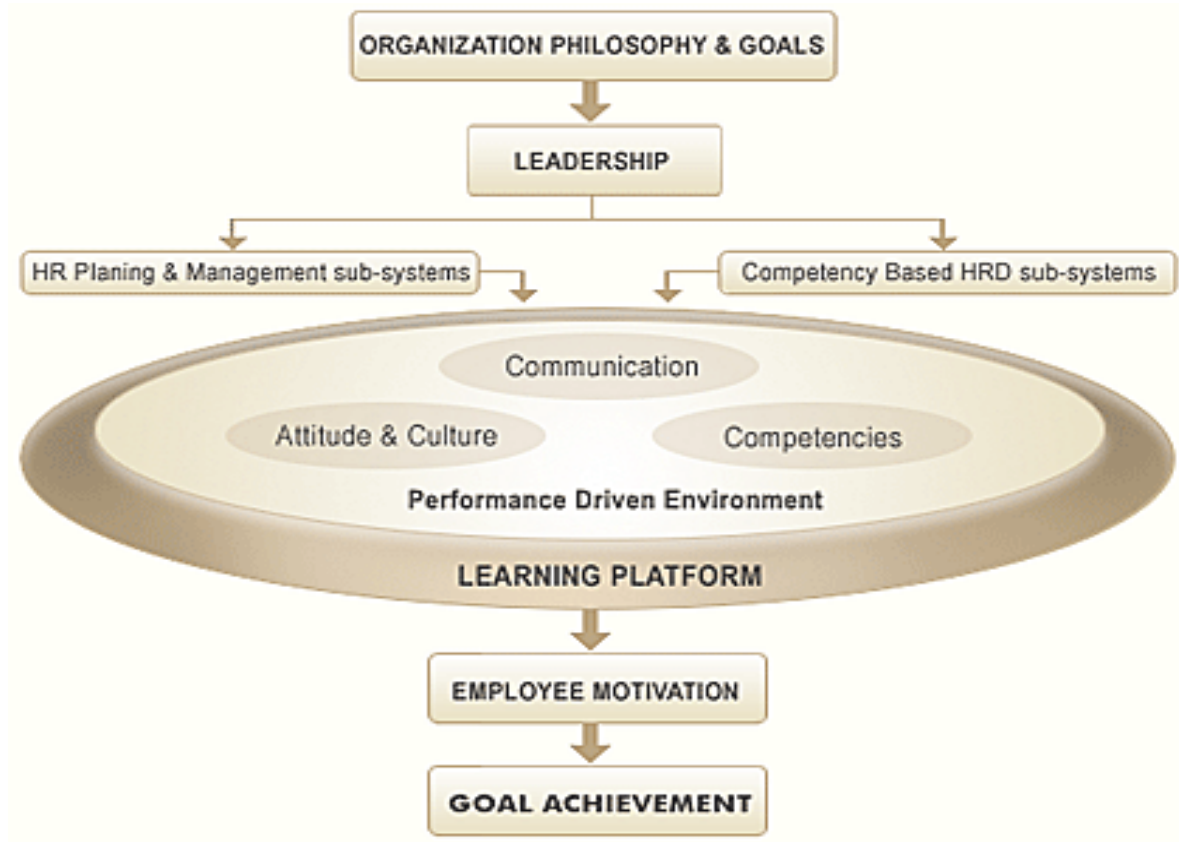 ORGANIZATION PHILOSOPHY & GOALS
LEADERSHIP
HR Planing & Management sub-systems
Competency Based HRD sub-systems
Communication
Attitude & Culture
Competencies
Performance Driven Environment
LEARNING PLATFORM
EMPLOYEE MOTIVATION
GOAL ACHIEVEMENT